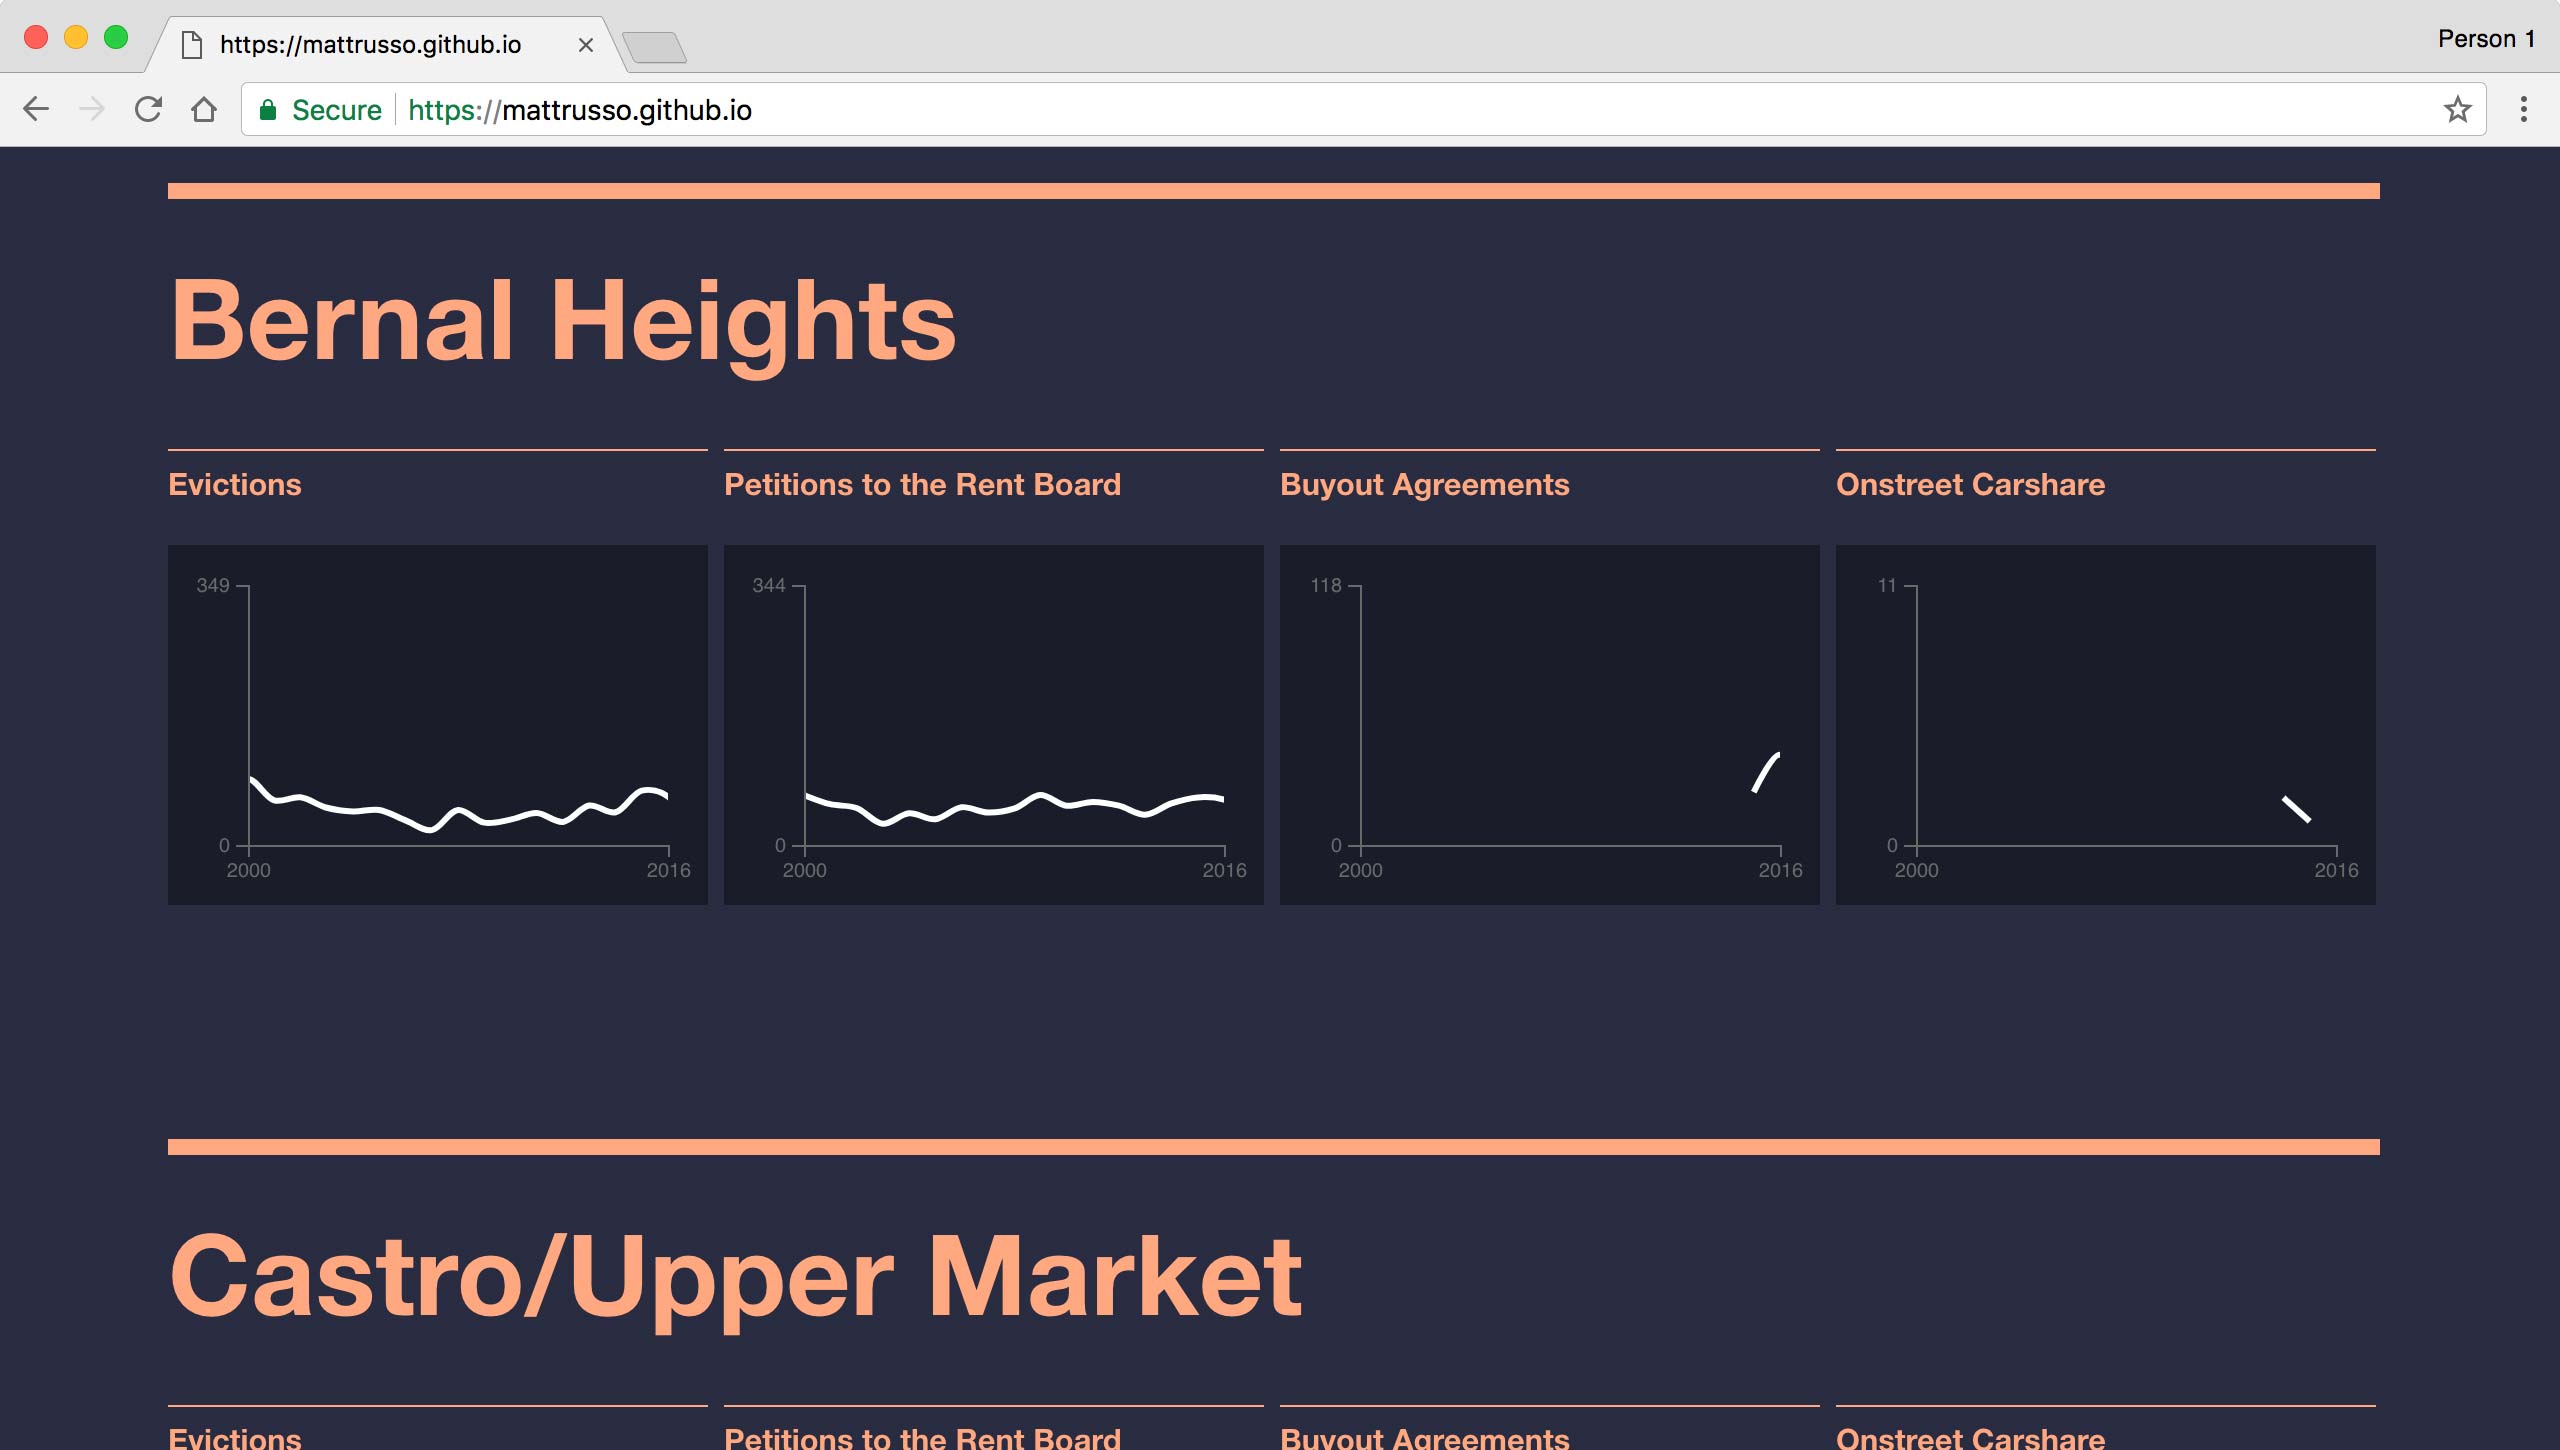 https://mattrusso.github.io
Person 1
Secure https://mattrusso.github.io
Bernal Heights
Evictions
349
0
2000 2016
Petitions to the Rent Board
344
0
2000 2016
Buyout Agreements
118
0
2000 2016
Onstreet Carshare
11
0
2000 2016
Castro/Upper Market
Evictions
Petitions to the Rent Board
Buyout Agreements
Onstreet Carshare